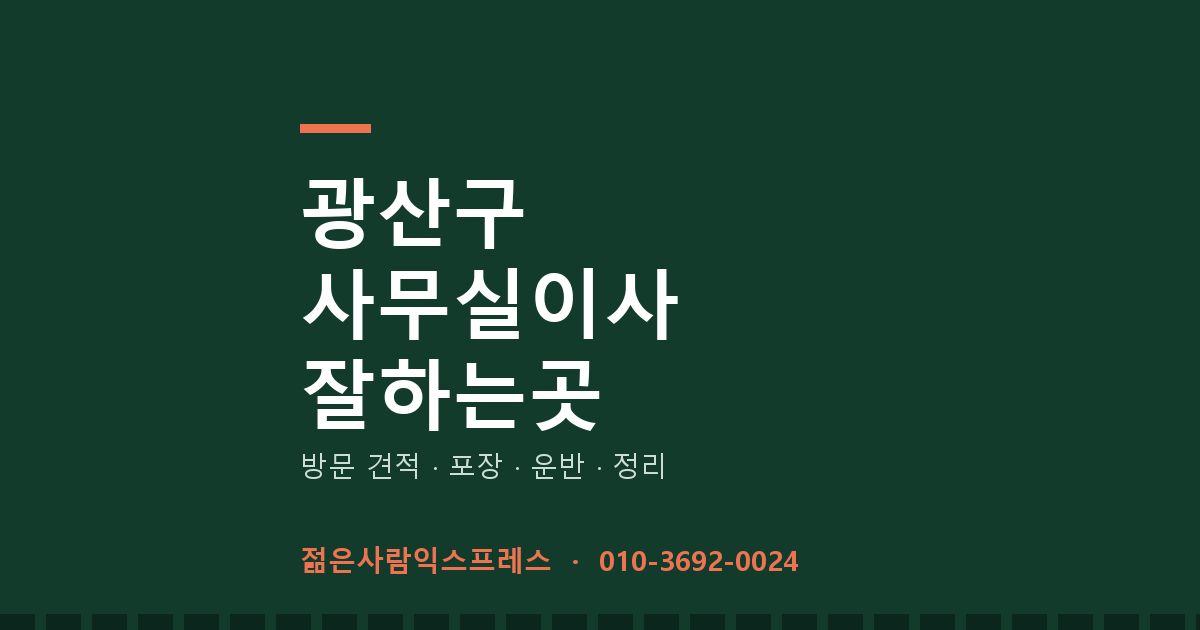 광산구
사무실이사
잘하는곳
방문 견적 · 포장 · 운반 · 정리
젊은사람익스프레스 · 010-3692-0024